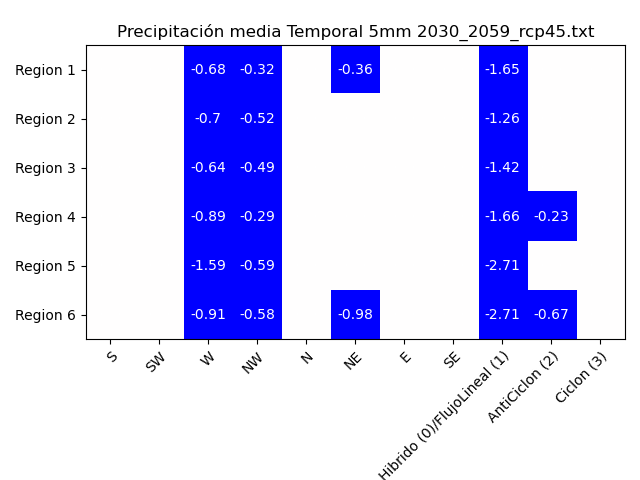 Precipitación media Temporal 5mm 2030_2059_rcp45.txt
Region 1 -0.68 -0.32 -0.36 -1.65
Region 2 -0.7 -0.52 -1.26
Region 3 -0.64 -0.49 -1.42
Region 4 -0.89 -0.29 -1.66 -0.23
Region 5 -1.59 -0.59 -2.71
Region 6 -0.91 -0.58 -0.98 -2.71 -0.67
S SW W NW N NE E SE Hibrido (0)/FlujoLineal (1) AntiCiclon (2) Ciclon (3)